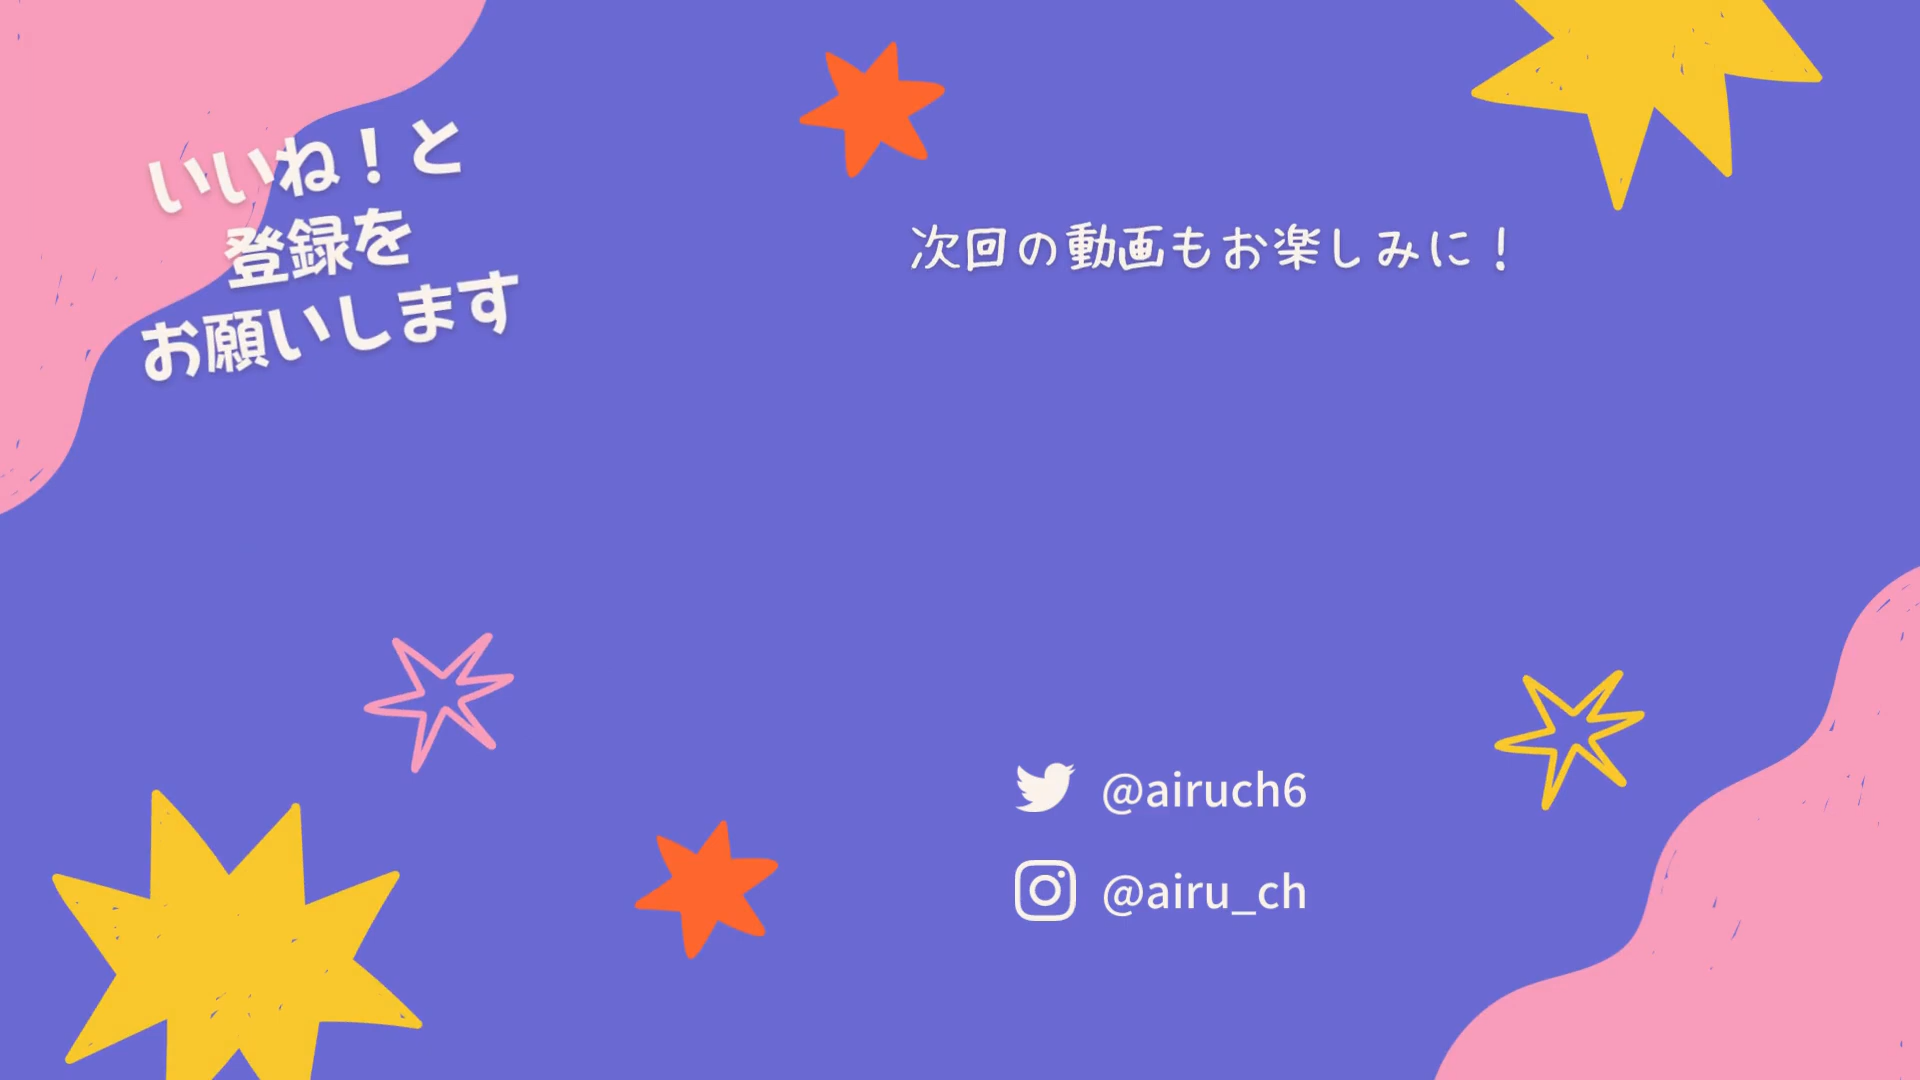 いいね！と
登録を
お願いします
次回の動画もお楽しみに！
@airuch6
@airu_ch